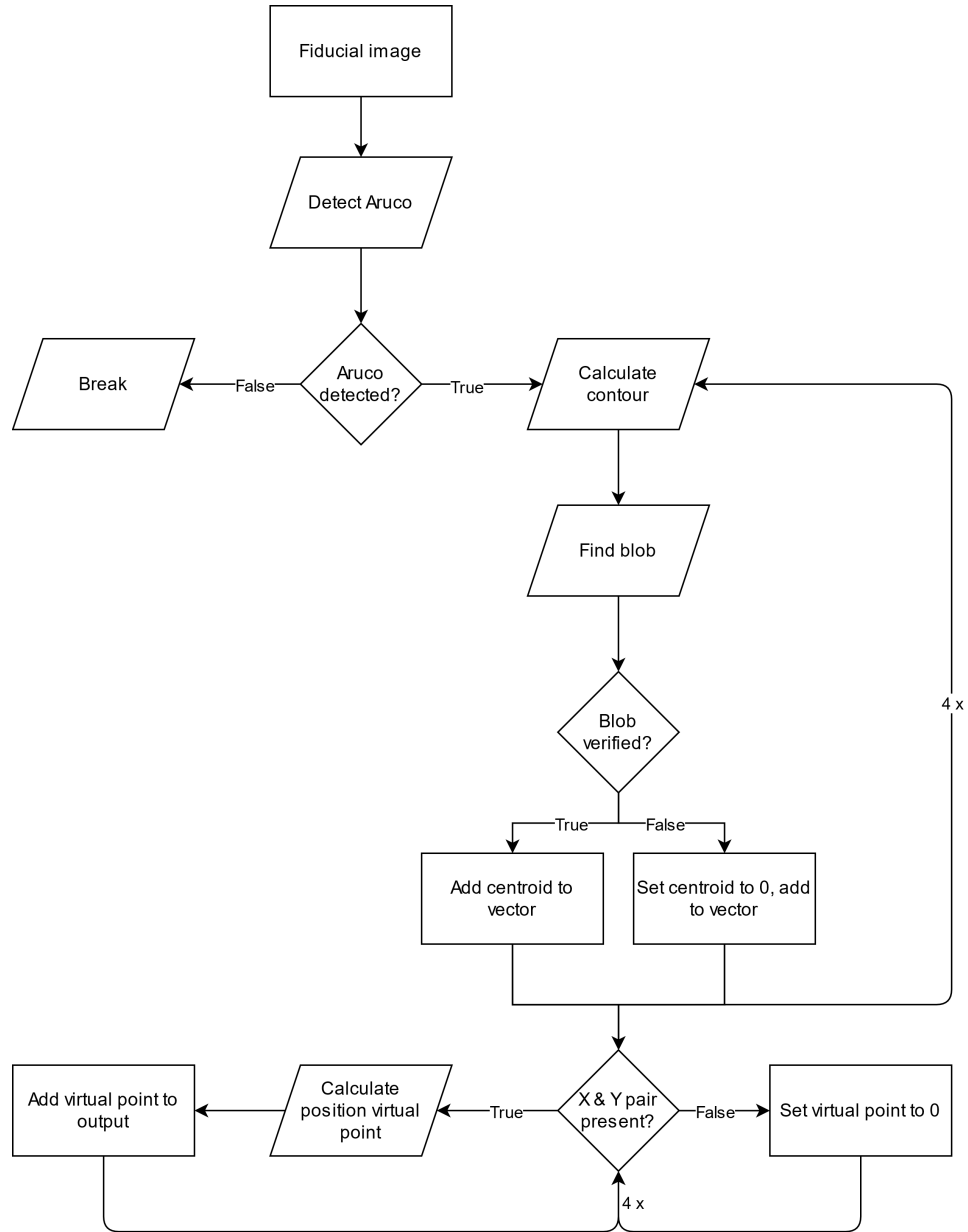 Fiducial image
Detect Aruco
Break
False
Aruco
detected?
True
Calculate
contour
Find blob
4 x
Blob
verified?
True
False
Add centroid to
vector
Set centroid to 0, add
to vector
Add virtual point to
output
Calculate
position virtual
point
True
X & Y pair
present?
False
Set virtual point to 0
4 x